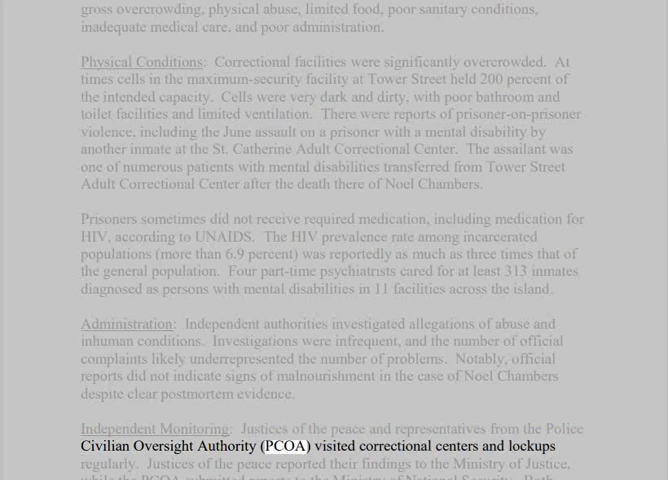 gross overcrowding, physical abuse, limited food, poor sanitary conditions,
inadequate medical care, and poor administration.
Physical Conditions: Correctional facilities were significantly overcrowded. At
times cells in the maximum-security facility at Tower Street held 200 percent of
the intended capacity. Cells were very dark and dirty, with poor bathroom and
toilet facilities and limited ventilation. There were reports of prisoner-on-prisoner
violence, including the June assault on a prisoner with a mental disability by
another inmate at the St. Catherine Adult Correctional Center. The assailant was
one of numerous patients with mental disabilities transferred from Tower Street
Adult Correctional Center after the death there of Noel Chambers.
Prisoners sometimes did not receive required medication, including medication for
HIV, according to UNAIDS. The HIV prevalence rate among incarcerated
populations (more than 6.9 percent) was reportedly as much as three times that of
the general population. Four part-time psychiatrists cared for at least 313 inmates
diagnosed as persons with mental disabilities in 11 facilities across the island.
Administration: Independent authorities investigated allegations of abuse and
inhuman conditions. Investigations were infrequent, and the number of official
complaints likely underrepresented the number of problems. Notably, official
reports did not indicate signs of malnourishment in the case of Noel Chambers
despite clear postmortem evidence.
Independent Monitoring: Justices of the peace and representatives from the Police
Civilian Oversight Authority (PCOA) visited correctional centers and lockups
regularly. Justices of the peace reported their findings to the Ministry of Justice,
while the PCOA submitted reports to the Ministry of National Security. Both